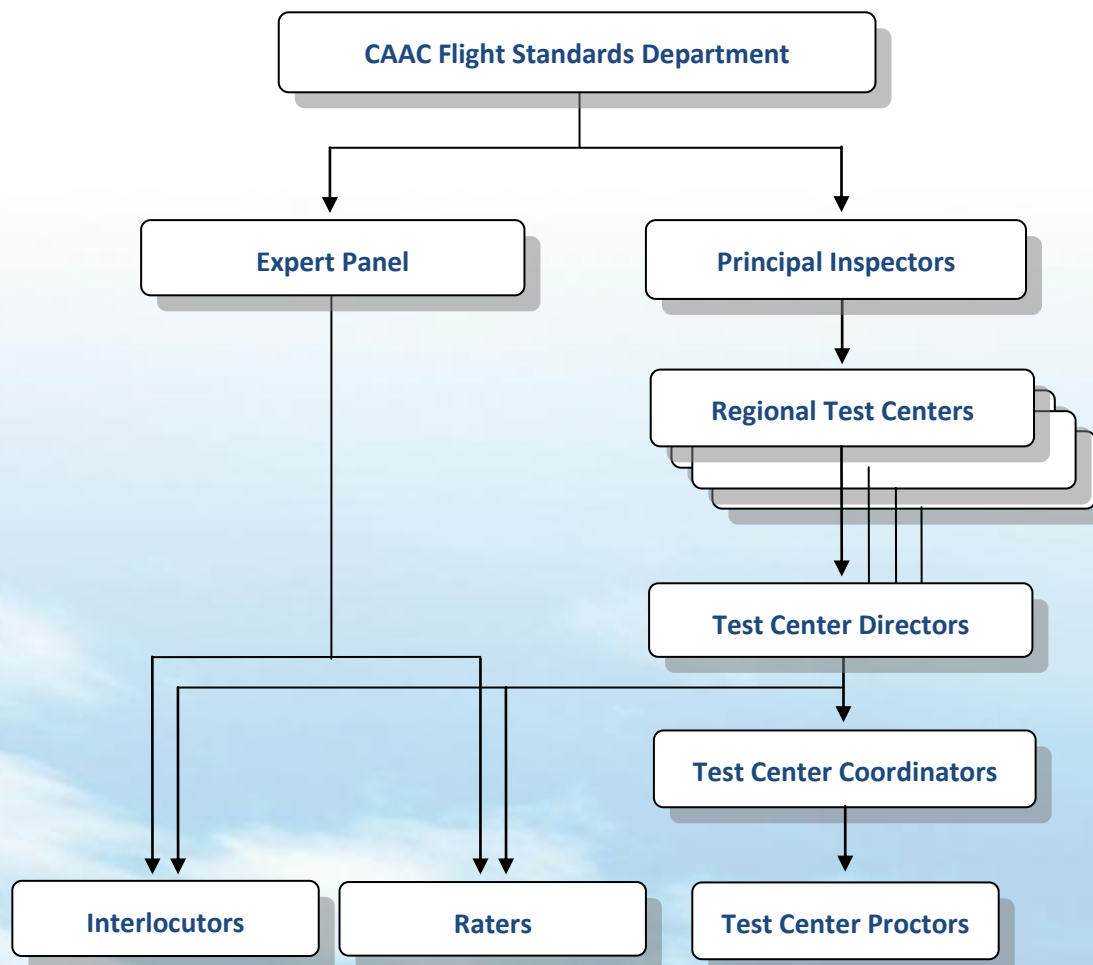 CAAC Flight Standards Department
Expert Panel
Principal Inspectors
Regional Test Centers
Test Center Directors
Test Center Coordinators
Interlocutors
Raters
Test Center Proctors